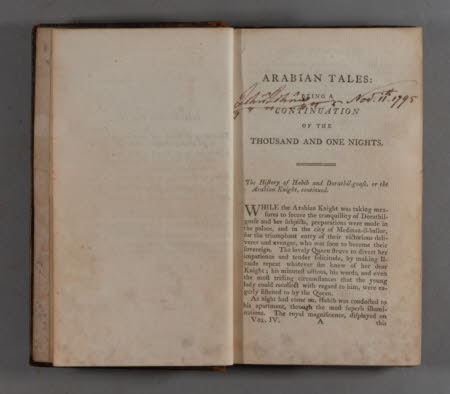 ARABIAN TALES:
BEING A
Nov. 11th 1795
CONTINUATION
OF THE
THOUSAND AND ONE NIGHTS.
The History of Habib and Dorathil-goase, or the
Arabian Knight, continued.
WHILE the Arabian Knight was taking mea-
sures to secure the tranquillity of Dorathil-
goase and her subjects, preparations were made in
the palace, and in the city of Medinaz-il-ballor,
for the triumphant entry of their victorious deli-
verer and avenger, who was soon to become their
sovereign. The lovely Queen strove to divert her
impatience and tender solicitude, by making Il-
zaide repeat whatever she knew of her dear
Knight; his minutest actions, his words, and even
the most trifling circumstances that the young
lady could recollect with regard to him, were ea-
gerly listened to by the Queen.
As night had come on, Habib was conducted to
his apartment, through the most superb illumi-
nations. The royal magnificence, displayed on
VOL. IV. A this